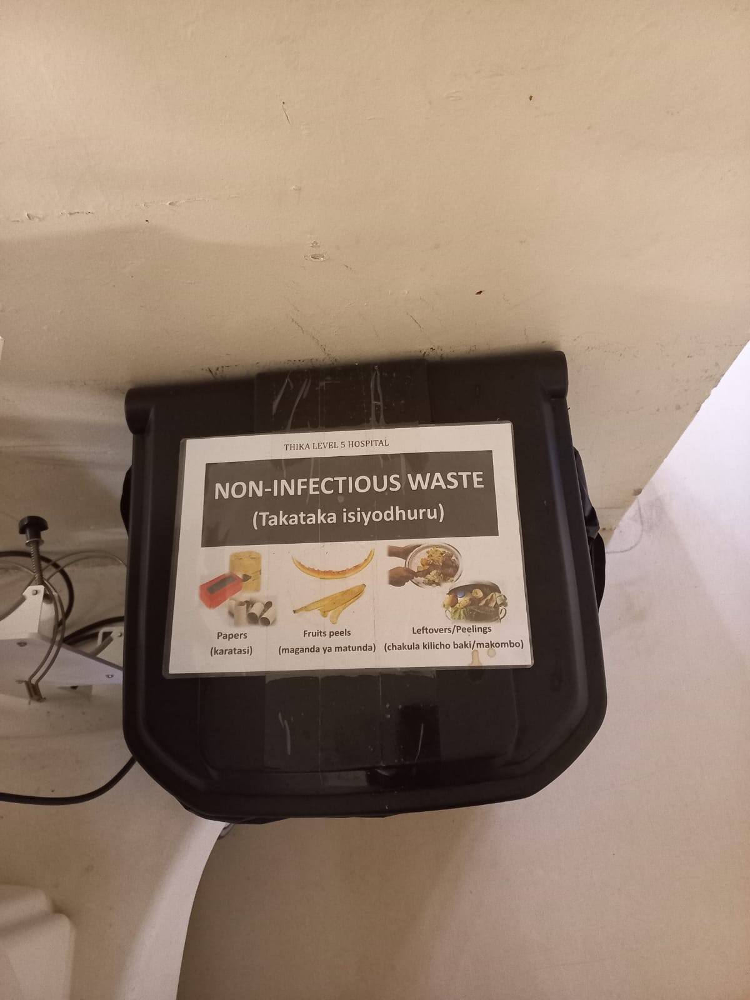 THIKA LEVEL 5 HOSPITAL
NON-INFECTIOUS WASTE
(Takataka isiyodhuru)
Papers
(karatasi)
Fruits peels
(maganda ya matunda)
Leftovers/Peelings
(chakula kilicho baki/makombo)